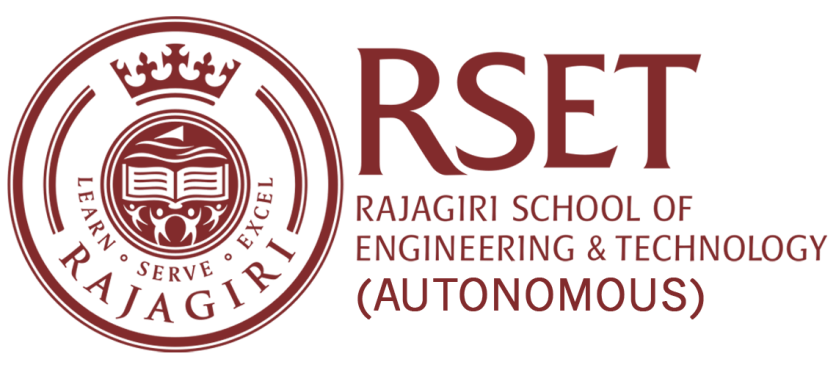 LEARN ∘ SERVE ∘ EXCEL
RAJAGIRI
RSET
RAJAGIRI SCHOOL OF
ENGINEERING & TECHNOLOGY
(AUTONOMOUS)